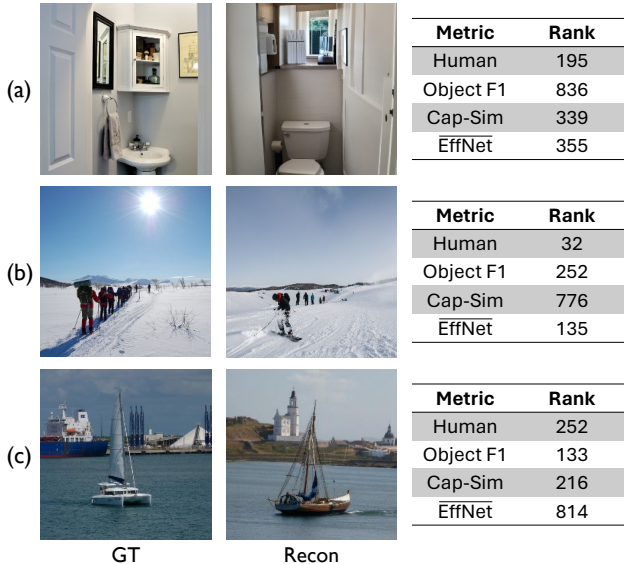 (a)
Metric Rank
Human 195
Object F1 836
Cap-Sim 339
EffNet 355
(b)
Metric Rank
Human 32
Object F1 252
Cap-Sim 776
EffNet 135
(c)
Metric Rank
Human 252
Object F1 133
Cap-Sim 216
EffNet 814
GT Recon